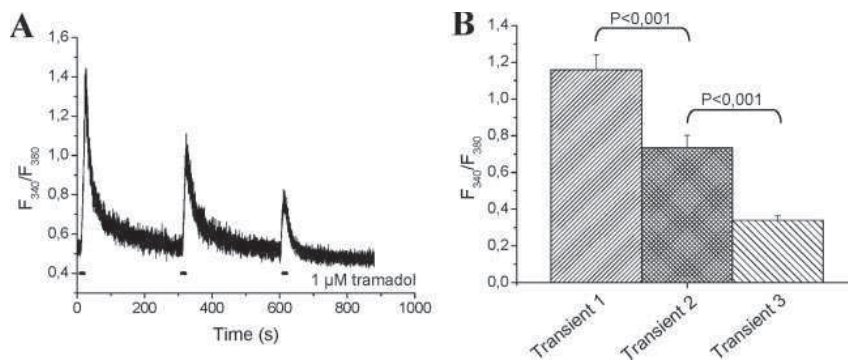 A
F340/F380
1,6
1,4
1,2
1,0
0,8
0,6
0,4
1 µM tramadol
0
200
400
600
800
1000
Time (s)
B
F340/F380
1,4
1,2
1,0
0,8
0,6
0,4
0,2
0,0
P<0,001
P<0,001
Transient 1
Transient 2
Transient 3